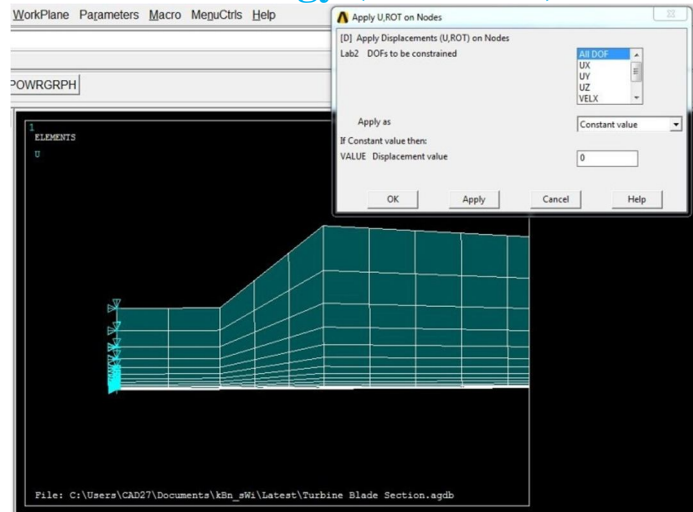 WorkPlane Parameters Macro MenuCtrls Help
POWRGRPH
Apply U,ROT on Nodes
[D] Apply Displacements (U,ROT) on Nodes
Lab2 DOFs to be constrained
All DOF
UX
UY
UZ
VELX
Apply as
Constant value
If Constant value then:
VALUE Displacement value
0
OK Apply Cancel Help
1
ELEMENTS
U
File: C:\Users\CAD27\Documents\kBn_sWi\Latest\Turbine Blade Section.agdb